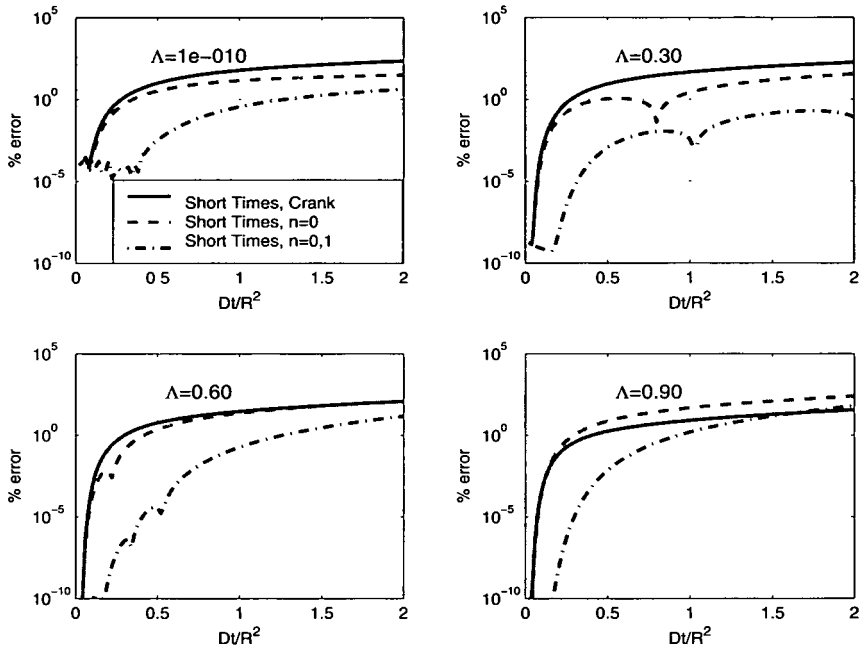 10^5
Λ=1e-010
10^0
% error
10^-5
Short Times, Crank
Short Times, n=0
Short Times, n=0,1
10^-10
0 0.5 1 1.5 2
Dt/R^2
10^5
Λ=0.30
10^0
% error
10^-5
10^-10
0 0.5 1 1.5 2
Dt/R^2
10^5
Λ=0.60
10^0
% error
10^-5
10^-10
0 0.5 1 1.5 2
Dt/R^2
10^5
Λ=0.90
10^0
% error
10^-5
10^-10
0 0.5 1 1.5 2
Dt/R^2